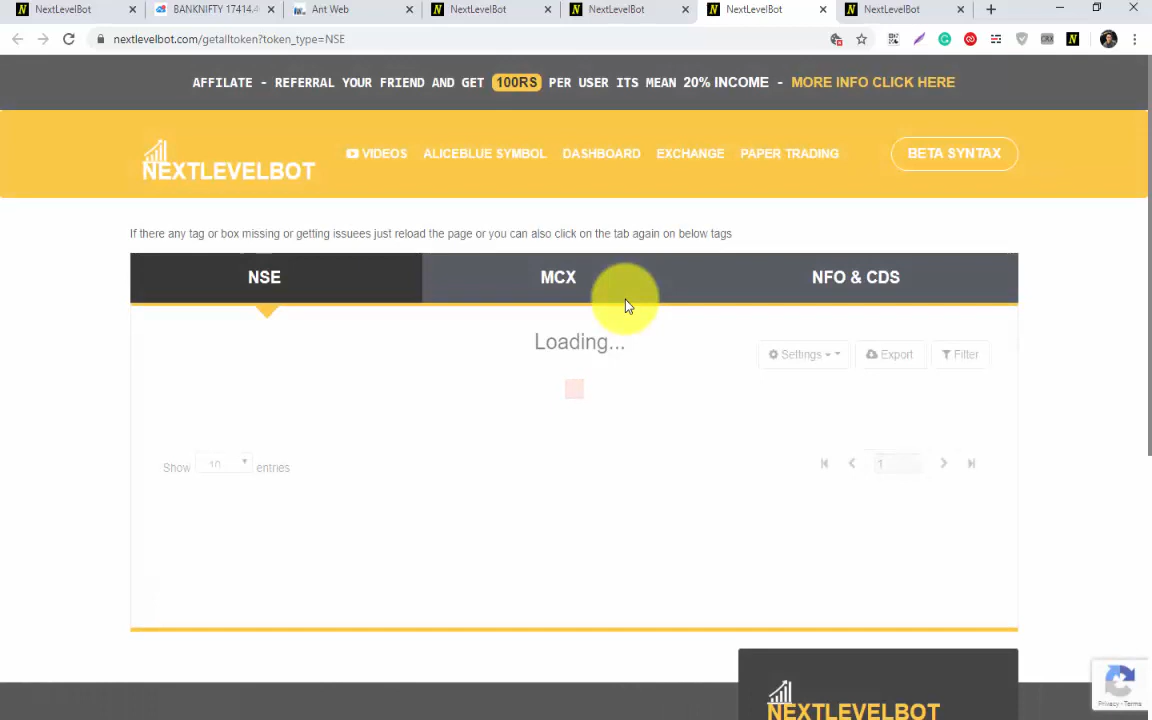 NextLevelBot
BANKNIFTY 17414.
Ant Web
NextLevelBot
NextLevelBot
NextLevelBot
NextLevelBot
nextlevelbot.com/getalltoken?token_type=NSE
AFFILATE - REFERRAL YOUR FRIEND AND GET 100RS PER USER ITS MEAN 20% INCOME - MORE INFO CLICK HERE
NEXTLEVELBOT
VIDEOS ALICEBLUE SYMBOL DASHBOARD EXCHANGE PAPER TRADING
BETA SYNTAX
If there any tag or box missing or getting issuees just reload the page or you can also click on the tab again on below tags
NSE MCX NFO & CDS
Loading...
Settings Export Filter
Show 10 entries
1
NEXTLEVELBOT
Privacy - Terms